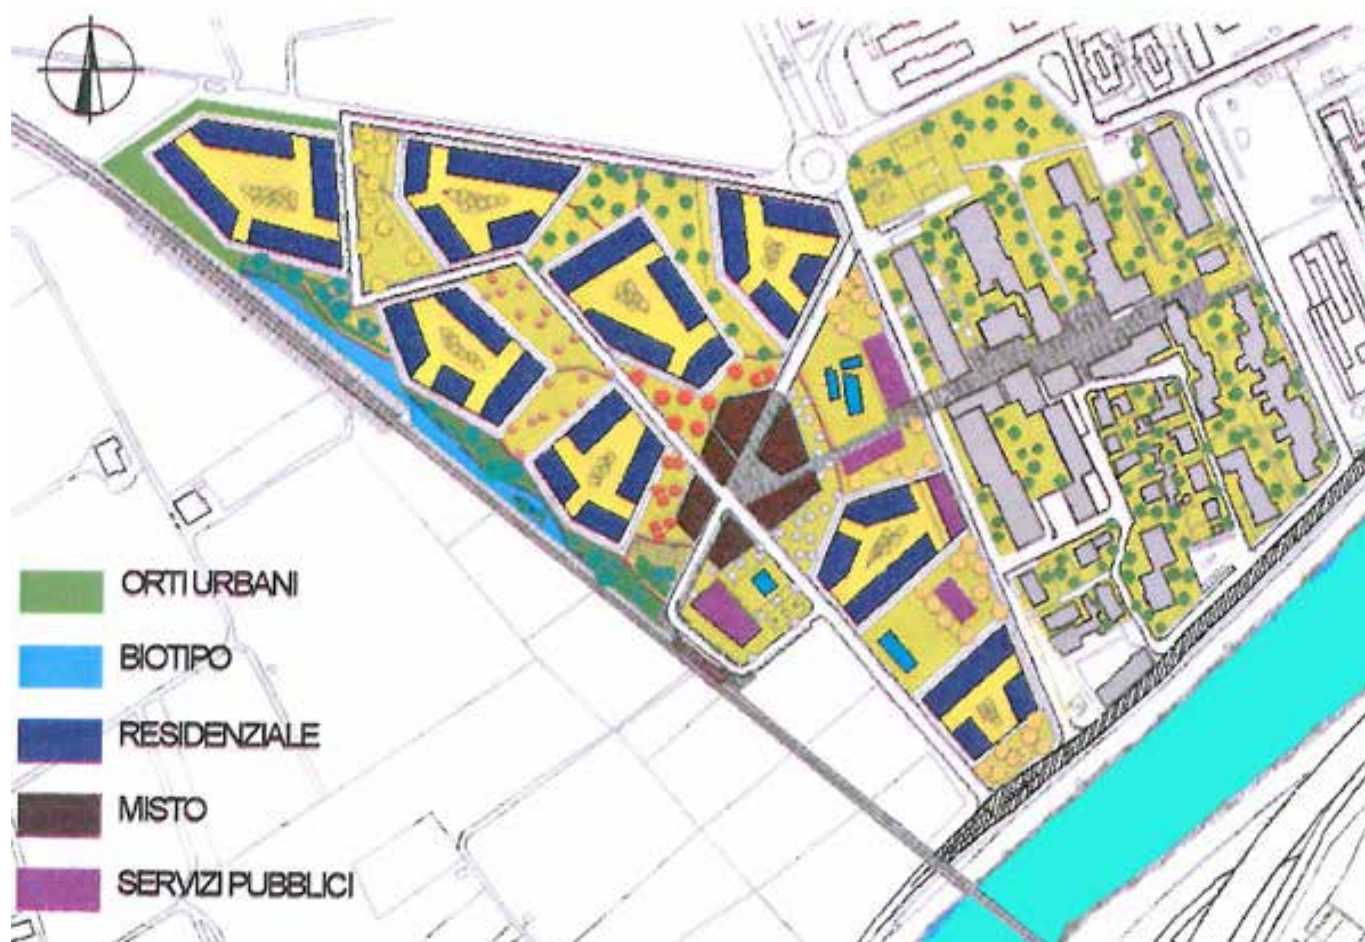 ORTI URBANI
BIOTIPO
RESIDENZIALE
MISTO
SERVIZI PUBBLICI